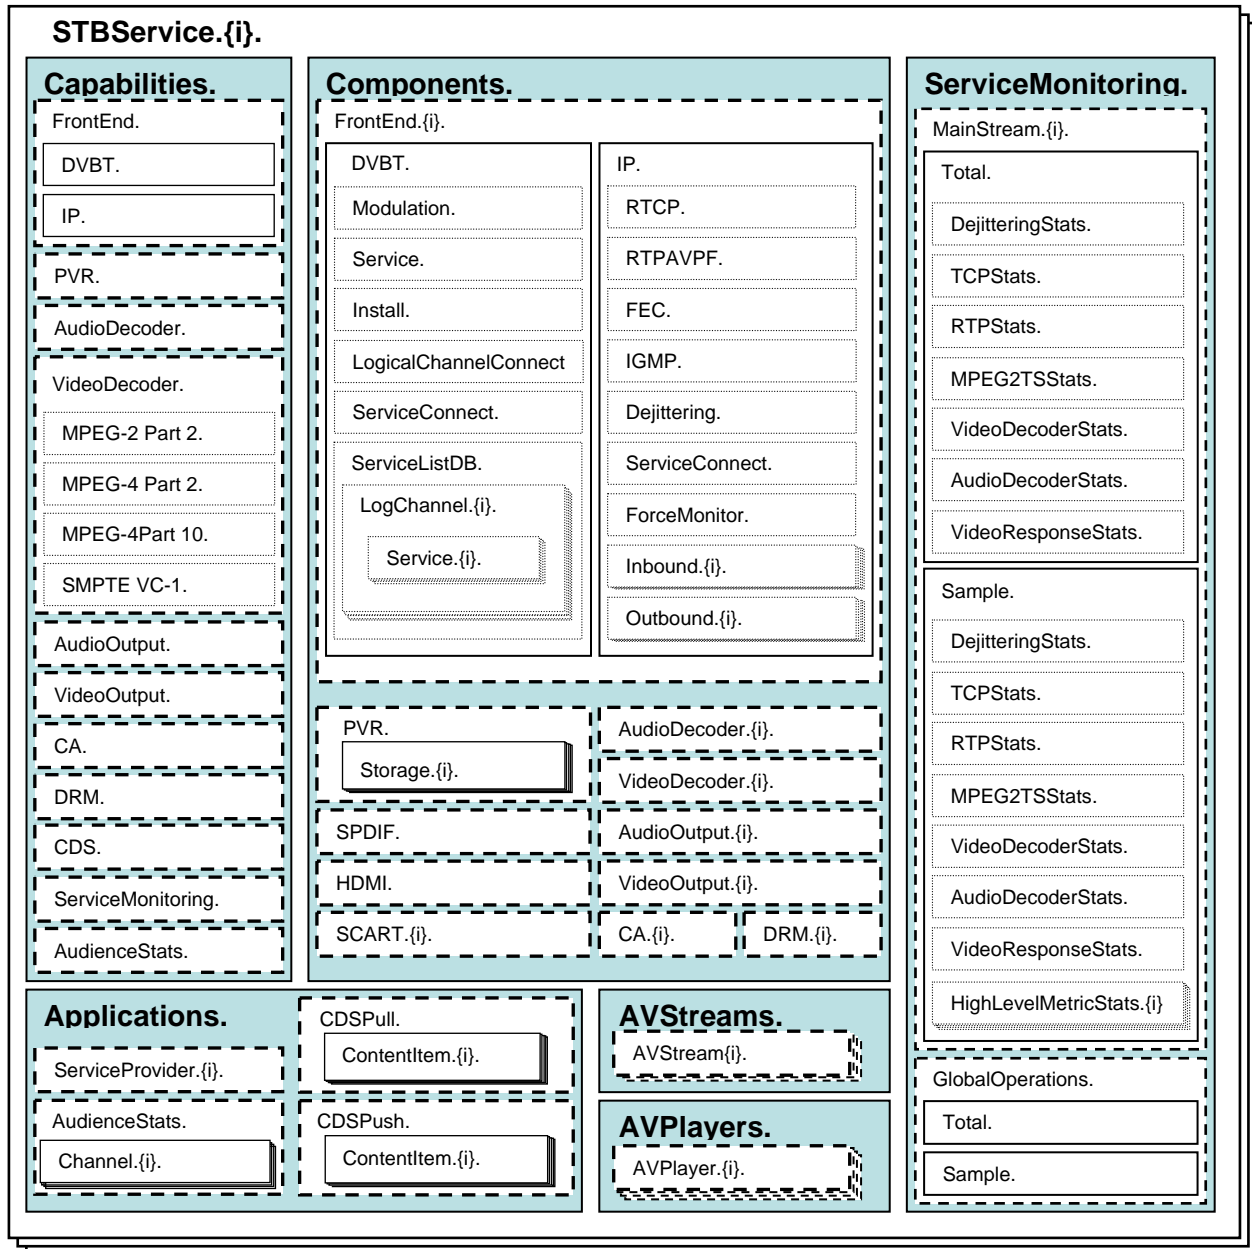 STBService.{i}.
Capabilities.
FrontEnd.
DVBT.
IP.
PVR.
AudioDecoder.
VideoDecoder.
MPEG-2 Part 2.
MPEG-4 Part 2.
MPEG-4Part 10.
SMPTE VC-1.
AudioOutput.
VideoOutput.
CA.
DRM.
CDS.
ServiceMonitoring.
AudienceStats.
Components.
FrontEnd.{i}.
DVBT.
Modulation.
Service.
Install.
LogicalChannelConnect
ServiceConnect.
ServiceListDB.
LogChannel.{i}.
Service.{i}.
IP.
RTCP.
RTPAVPF.
FEC.
IGMP.
Dejittering.
ServiceConnect.
ForceMonitor.
Inbound.{i}.
Outbound.{i}.
PVR.
Storage.{i}.
SPDIF.
HDMI.
SCART.{i}.
AudioDecoder.{i}.
VideoDecoder.{i}.
AudioOutput.{i}.
VideoOutput.{i}.
CA.{i}.
DRM.{i}.
ServiceMonitoring.
MainStream.{i}.
Total.
DejitteringStats.
TCPStats.
RTPStats.
MPEG2TSStats.
VideoDecoderStats.
AudioDecoderStats.
VideoResponseStats.
Sample.
DejitteringStats.
TCPStats.
RTPStats.
MPEG2TSStats.
VideoDecoderStats.
AudioDecoderStats.
VideoResponseStats.
HighLevelMetricStats.{i}
GlobalOperations.
Total.
Sample.
Applications.
ServiceProvider.{i}.
AudienceStats.
Channel.{i}.
CDSPull.
ContentItem.{i}.
CDSPush.
ContentItem.{i}.
AVStreams.
AVStream{i}.
AVPlayers.
AVPlayer.{i}.